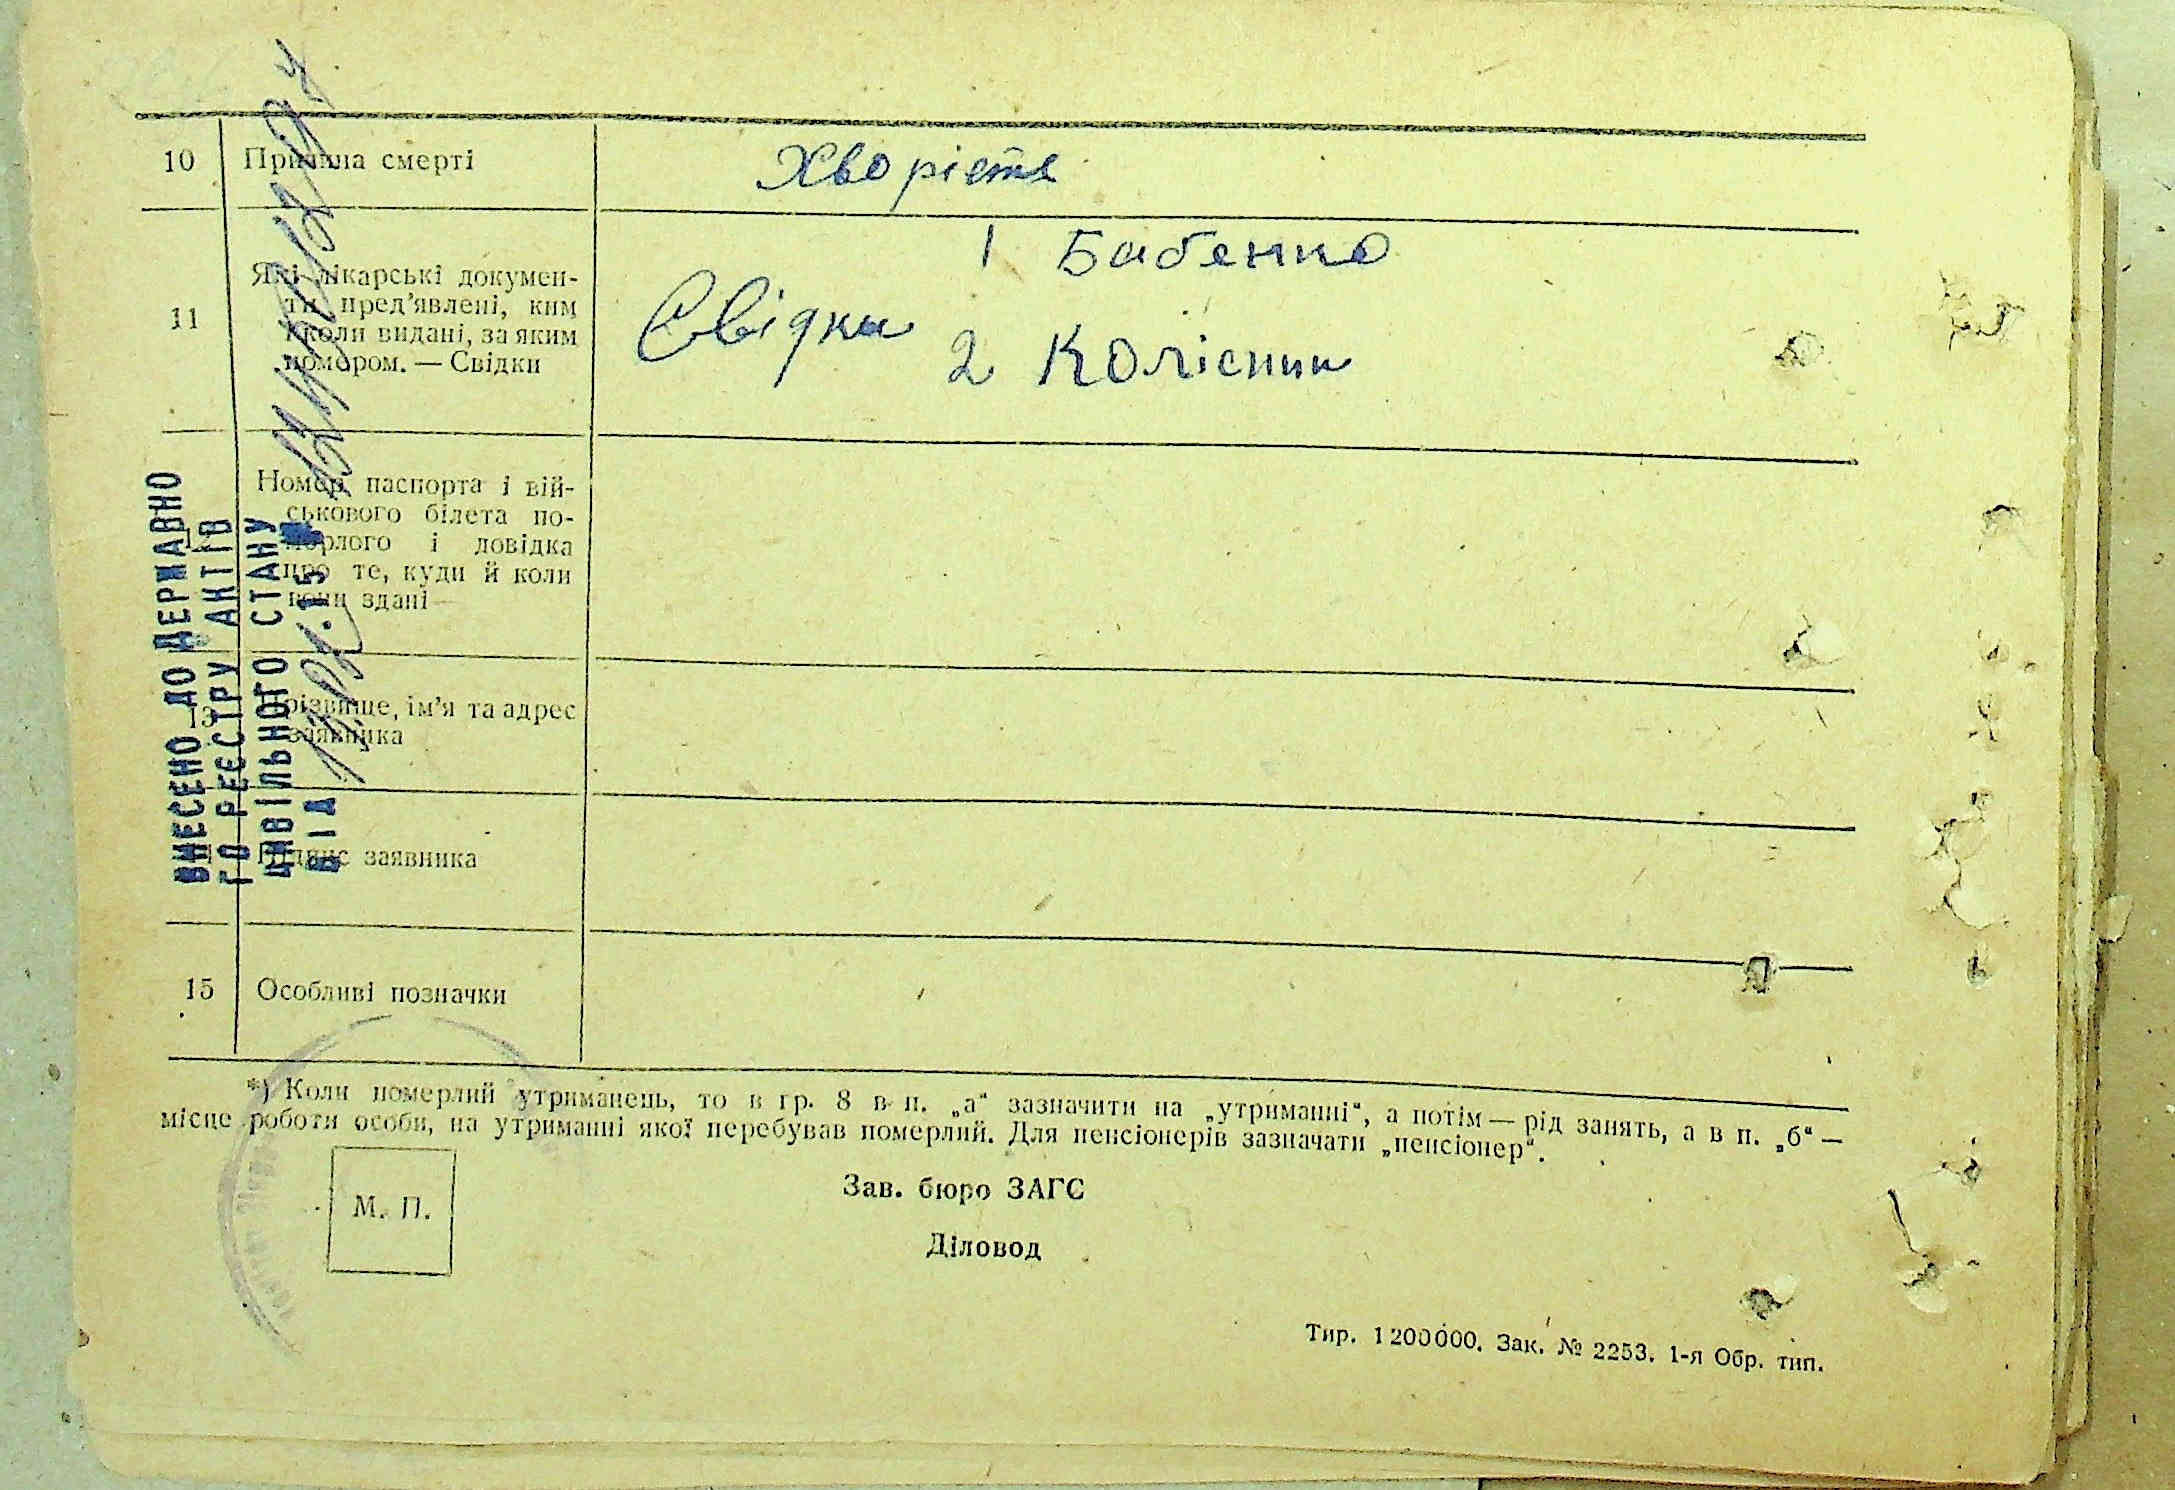 10 Причина смерті Хворість
11 Які лікарські докумен-
ти пред'явлені, ким
і коли видані, за яким
номером. — Свідки
1 Бабенко
Свідки
2 Колісник
Номер паспорта і вій-
ськового білета по-
мерлого і довідка
про те, куди й коли
вони здані —
13 Прізвище, ім'я та адрес
заявника
Підпис заявника
15 Особливі позначки
ВНЕСЕНО ДО ДЕРЖАВНО
ГО РЕЄСТРУ АКТІВ
ЦИВІЛЬНОГО СТАНУ
ВІД
*) Коли померлий утриманець, то в гр. 8 в п. „а“ зазначити на „утриманні“, а потім — рід занять, а в п. „б“ —
місце роботи особи, на утриманні якої перебував померлий. Для пенсіонерів зазначати „пенсіонер“.
М. П.
Зав. бюро ЗАГС
Діловод
Тир. 1200000. Зак. № 2253. 1-я Обр. тип.